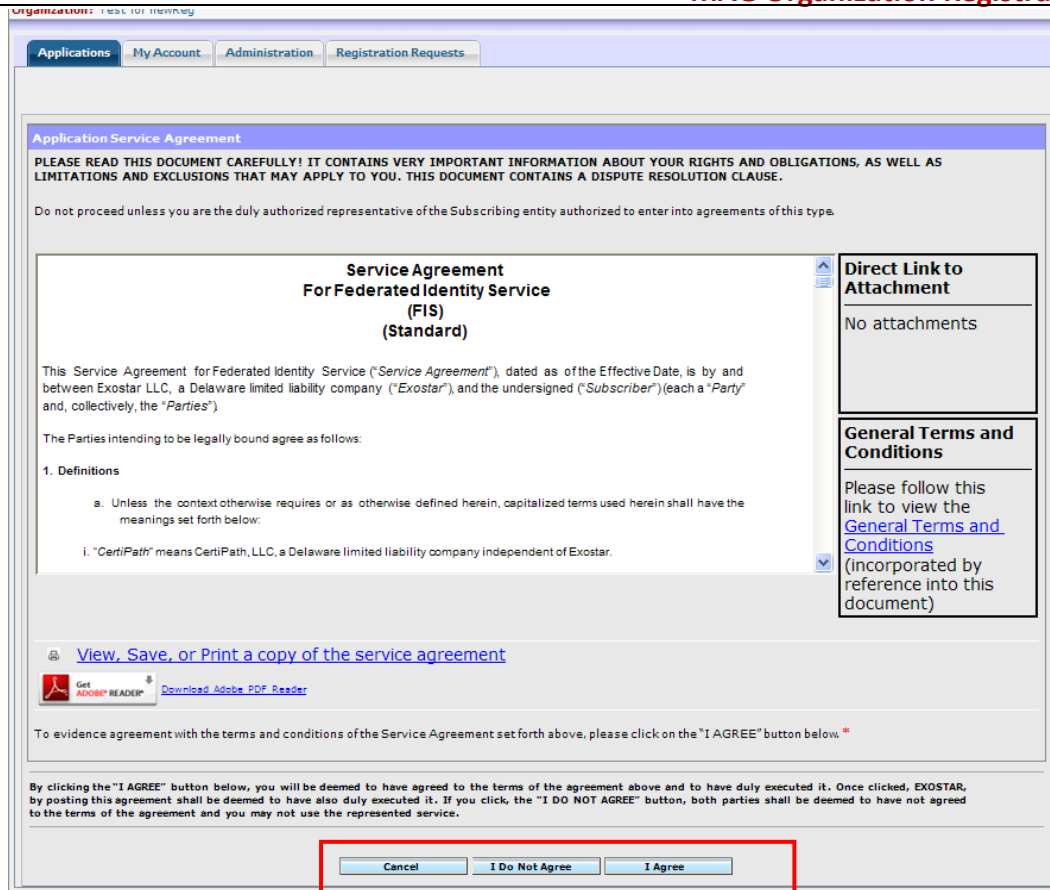 Organization: Test for newReg
Applications
My Account
Administration
Registration Requests
Application Service Agreement
PLEASE READ THIS DOCUMENT CAREFULLY! IT CONTAINS VERY IMPORTANT INFORMATION ABOUT YOUR RIGHTS AND OBLIGATIONS, AS WELL AS
LIMITATIONS AND EXCLUSIONS THAT MAY APPLY TO YOU. THIS DOCUMENT CONTAINS A DISPUTE RESOLUTION CLAUSE.
Do not proceed unless you are the duly authorized representative of the Subscribing entity authorized to enter into agreements of this type.
Service Agreement
For Federated Identity Service
(FIS)
(Standard)
This Service Agreement for Federated Identity Service ("Service Agreement"), dated as of the Effective Date, is by and
between Exostar LLC, a Delaware limited liability company ("Exostar"), and the undersigned ("Subscriber") (each a "Party"
and, collectively, the "Parties").
The Parties intending to be legally bound agree as follows:
1. Definitions
a. Unless the context otherwise requires or as otherwise defined herein, capitalized terms used herein shall have the
meanings set forth below:
i. "CertiPath" means CertiPath, LLC, a Delaware limited liability company independent of Exostar.
Direct Link to
Attachment
No attachments
General Terms and
Conditions
Please follow this
link to view the
General Terms and
Conditions
(incorporated by
reference into this
document)
View, Save, or Print a copy of the service agreement
Get
ADOBE® READER®
Download Adobe PDF Reader
To evidence agreement with the terms and conditions of the Service Agreement set forth above, please click on the "I AGREE" button below. *
By clicking the "I AGREE" button below, you will be deemed to have agreed to the terms of the agreement above and to have duly executed it. Once clicked, EXOSTAR,
by posting this agreement shall be deemed to have also duly executed it. If you click, the "I DO NOT AGREE" button, both parties shall be deemed to have not agreed
to the terms of the agreement and you may not use the represented service.
Cancel
I Do Not Agree
I Agree